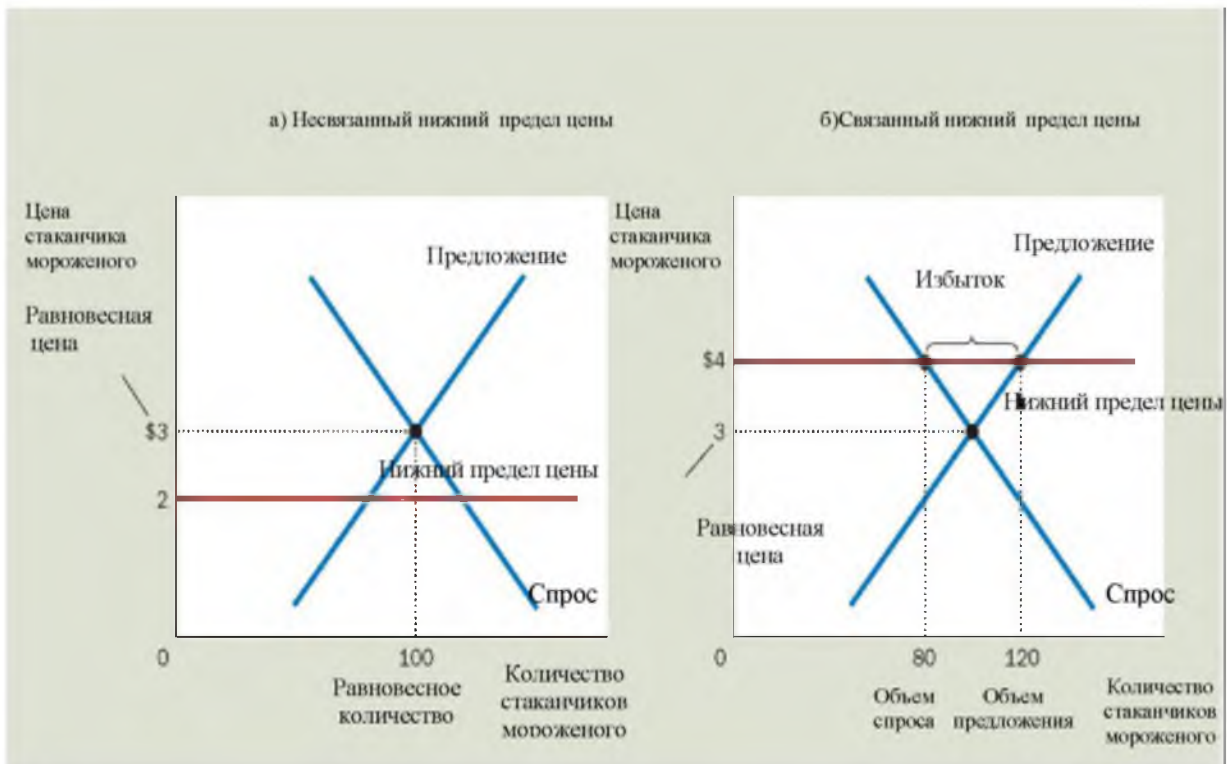 а) Несвязанный нижний предел цены
Цена
стаканчика
мороженого
Предложение
Равновесная
цена
$3
Нижний предел цены
2
Спрос
0
100
Равновесное
количество
Количество
стаканчиков
мороженого
б)Связанный нижний предел цены
Цена
стаканчика
мороженого
Предложение
Избыток
$4
Нижний предел цены
3
Равновесная
цена
Спрос
0
80
120
Объем
спроса
Объем
предложения
Количество
стаканчиков
мороженого